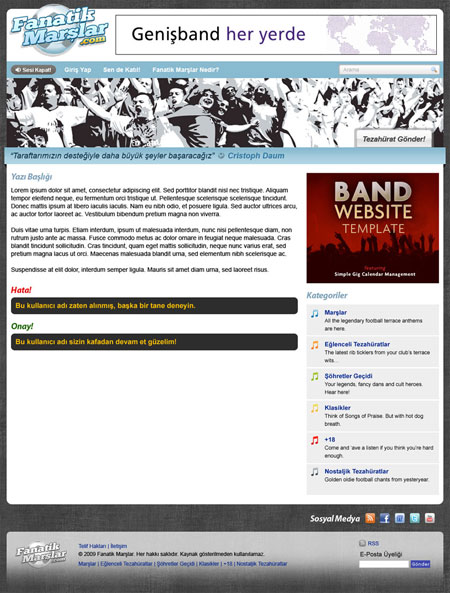 Fanatik
Marşlar
.com
Genişband her yerde
Sesi Kapat!
Giriş Yap
Sen de Katıl!
Fanatik Marşlar Nedir?
Arama
Tezahürat Gönder!
“Taraftarımızın desteğiyle daha büyük şeyler başaracağız” @ Cristoph Daum
Yazı Başlığı
Lorem ipsum dolor sit amet, consectetur adipiscing elit. Sed porttitor blandit nisl nec tristique. Aliquam
tempor eleifend neque, eu fermentum orci tristique ut. Pellentesque scelerisque scelerisque tincidunt.
Donec mattis ipsum at libero iaculis iaculis. Nam eu nibh odio, et posuere ligula. Sed auctor ultrices arcu,
ac auctor tortor laoreet ac. Vestibulum bibendum pretium magna non viverra.
Duis vitae urna turpis. Etiam interdum, ipsum ut malesuada interdum, nunc nisi pellentesque diam, non
rutrum justo ante ac massa. Fusce commodo metus ac dolor ornare in feugiat neque malesuada. Cras
blandit tincidunt sollicitudin. Cras tincidunt, quam eget mattis sollicitudin, neque nunc varius erat, sed
pretium magna lacus ut orci. Maecenas malesuada blandit urna, sed elementum nibh scelerisque ac.
Suspendisse at elit dolor, interdum semper ligula. Mauris sit amet diam urna, sed laoreet risus.
Hata!
Bu kullanıcı adı zaten alınmış, başka bir tane deneyin.
Onay!
Bu kullanıcı adı sizin kafadan devam et güzelim!
BAND
WEBSITE
TEMPLATE
featuring
Simple Gig Calendar Management
Kategoriler
Marşlar
All the legendary football terrace anthems
are here.
Eğlenceli Tezahüratlar
The latest rib ticklers from your club's terrace
wits...
Şöhretler Geçidi
Your legends, fancy dans and cult heroes.
Hear here!
Klasikler
Think of Songs of Praise. But with hot dog
breath.
+18
Come and 'ave a listen if you think you're hard
enough.
Nostaljik Tezahüratlar
Golden oldie football chants from yesteryear.
Sosyal Medya
Fanatik
Marşlar
.com
Telif Hakları | İletişim
© 2009 Fanatik Marşlar. Her hakkı saklıdır. Kaynak gösterilmeden kullanılamaz.
Marşlar | Eğlenceli Tezahüratlar | Şöhretler Geçidi | Klasikler | +18 | Nostaljik Tezahüratlar
RSS
E-Posta Üyeliği
Gönder